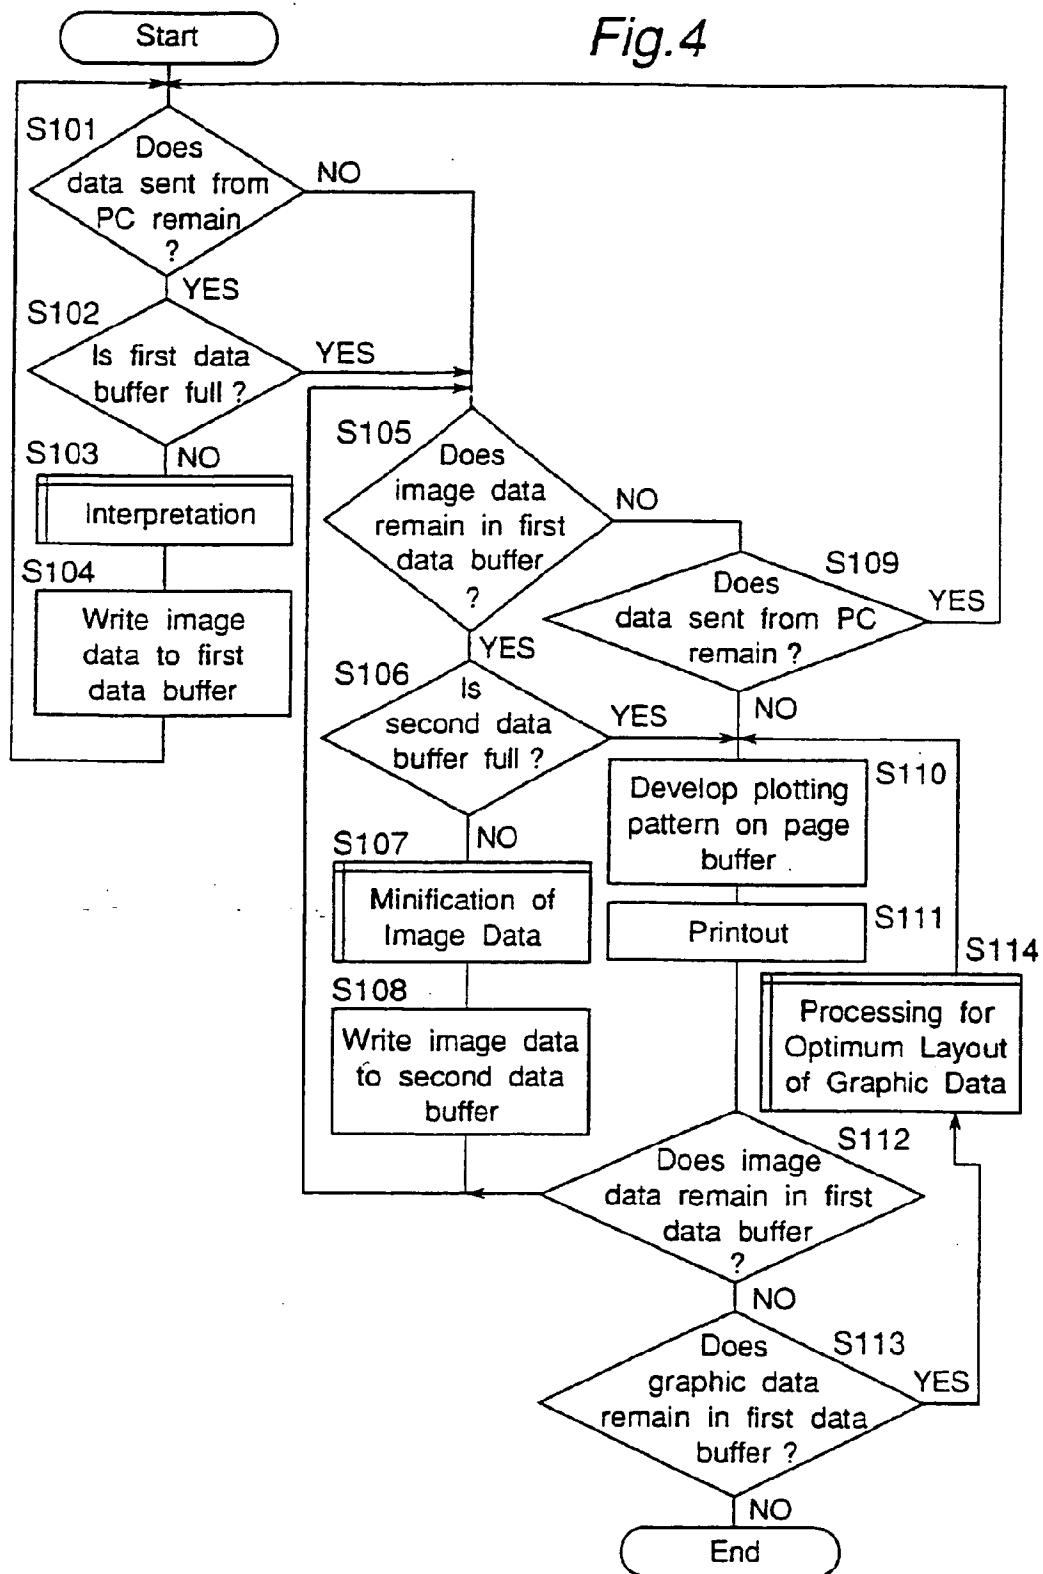 Fig.4
Start
S101
Does
data sent from
PC remain
?
NO
YES
S102
Is first data
buffer full ?
YES
NO
S103
Interpretation
S104
Write image
data to first
data buffer
S105
Does
image data
remain in first
data buffer
?
NO
YES
S109
Does
data sent from PC
remain ?
YES
NO
S106
Is
second data
buffer full ?
YES
NO
S107
Minification of
Image Data
S108
Write image data
to second data
buffer
S110
Develop plotting
pattern on page
buffer
S111
Printout
S114
Processing for
Optimum Layout
of Graphic Data
S112
Does image
data remain in first
data buffer
?
NO
S113
Does
graphic data
remain in first data
buffer ?
YES
NO
End